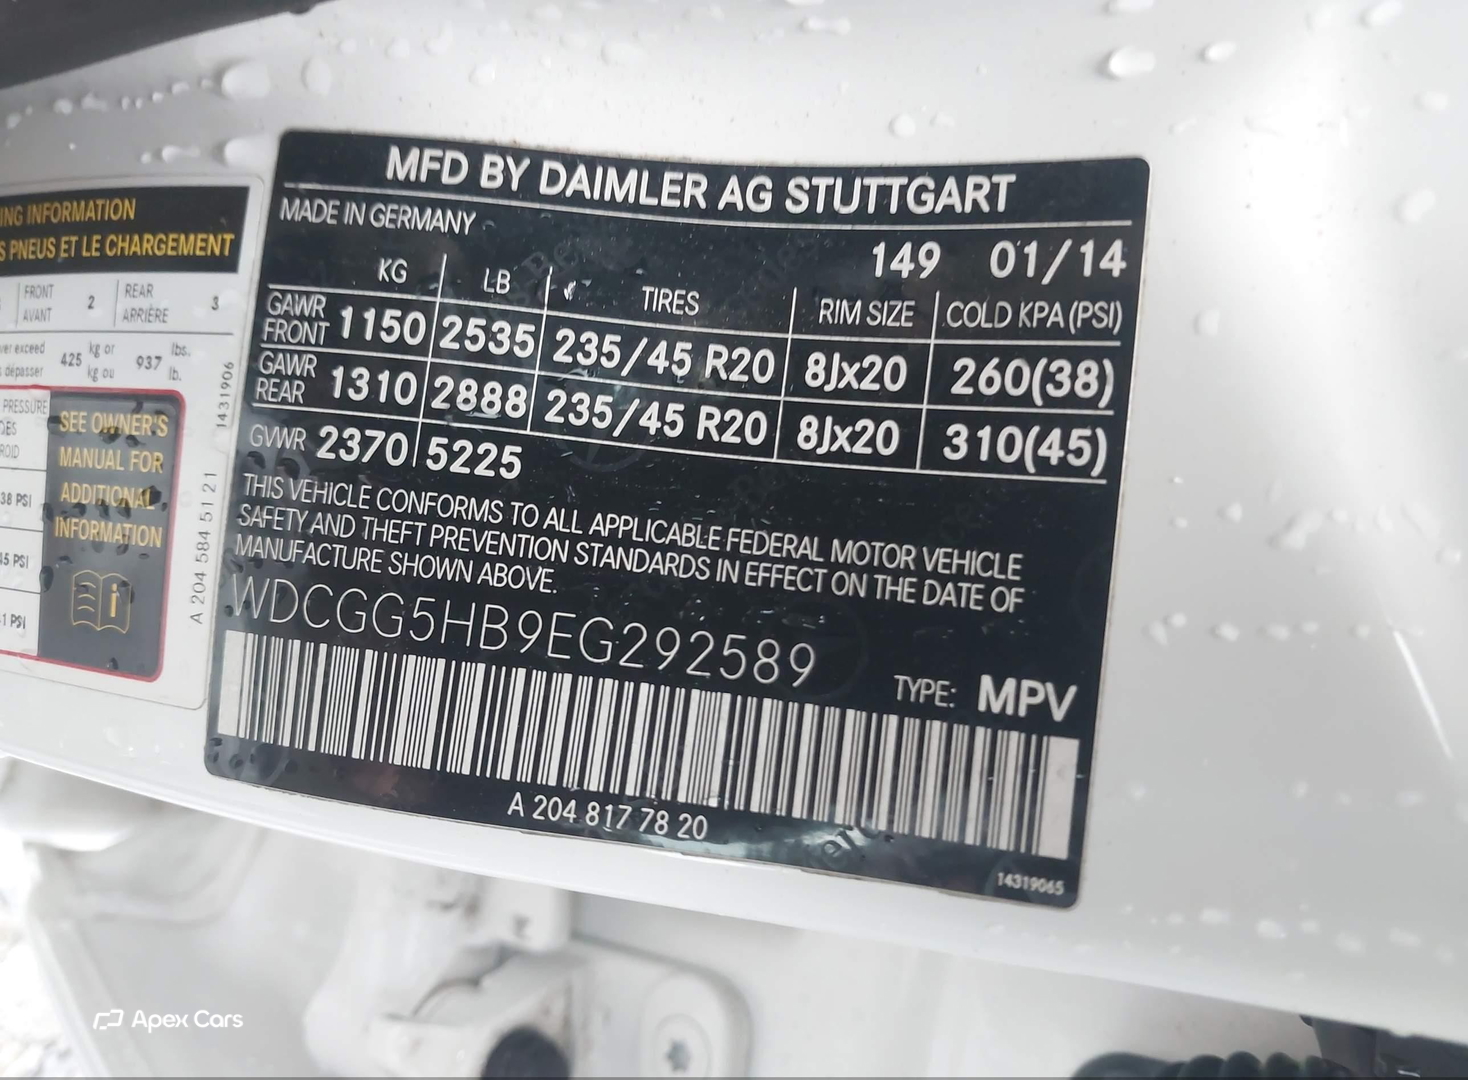 MFD BY DAIMLER AG STUTTGART
MADE IN GERMANY
149 01/14
KG LB TIRES RIM SIZE COLD KPA (PSI)
GAWR FRONT 1150 2535 235/45 R20 8Jx20 260(38)
GAWR REAR 1310 2888 235/45 R20 8Jx20 310(45)
GVWR 2370 5225
THIS VEHICLE CONFORMS TO ALL APPLICABLE FEDERAL MOTOR VEHICLE
SAFETY AND THEFT PREVENTION STANDARDS IN EFFECT ON THE DATE OF
MANUFACTURE SHOWN ABOVE.
WDCGG5HB9EG292589
TYPE: MPV
A 204 817 78 20
14319065
INFORMATION
PNEUS ET LE CHARGEMENT
FRONT 2 REAR 3
AVANT ARRIÈRE
exceed 425 kg or 937 lbs.
dépasser kg ou lb.
PRESSURE
38 PSI
PSI
PSI
SEE OWNER'S
MANUAL FOR
ADDITIONAL
INFORMATION
A 204 584 51 21
1431906
Apex Cars